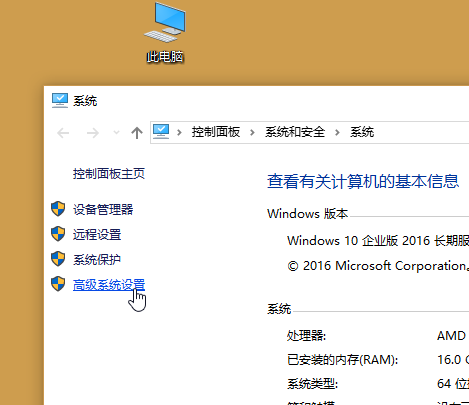 此电脑
系统
控制面板 系统和安全 系统
控制面板主页
设备管理器
远程设置
系统保护
高级系统设置
查看有关计算机的基本信息
Windows 版本
Windows 10 企业版 2016 长期服
© 2016 Microsoft Corporation。
系统
处理器: AMD
已安装的内存(RAM): 16.0
系统类型: 64 位